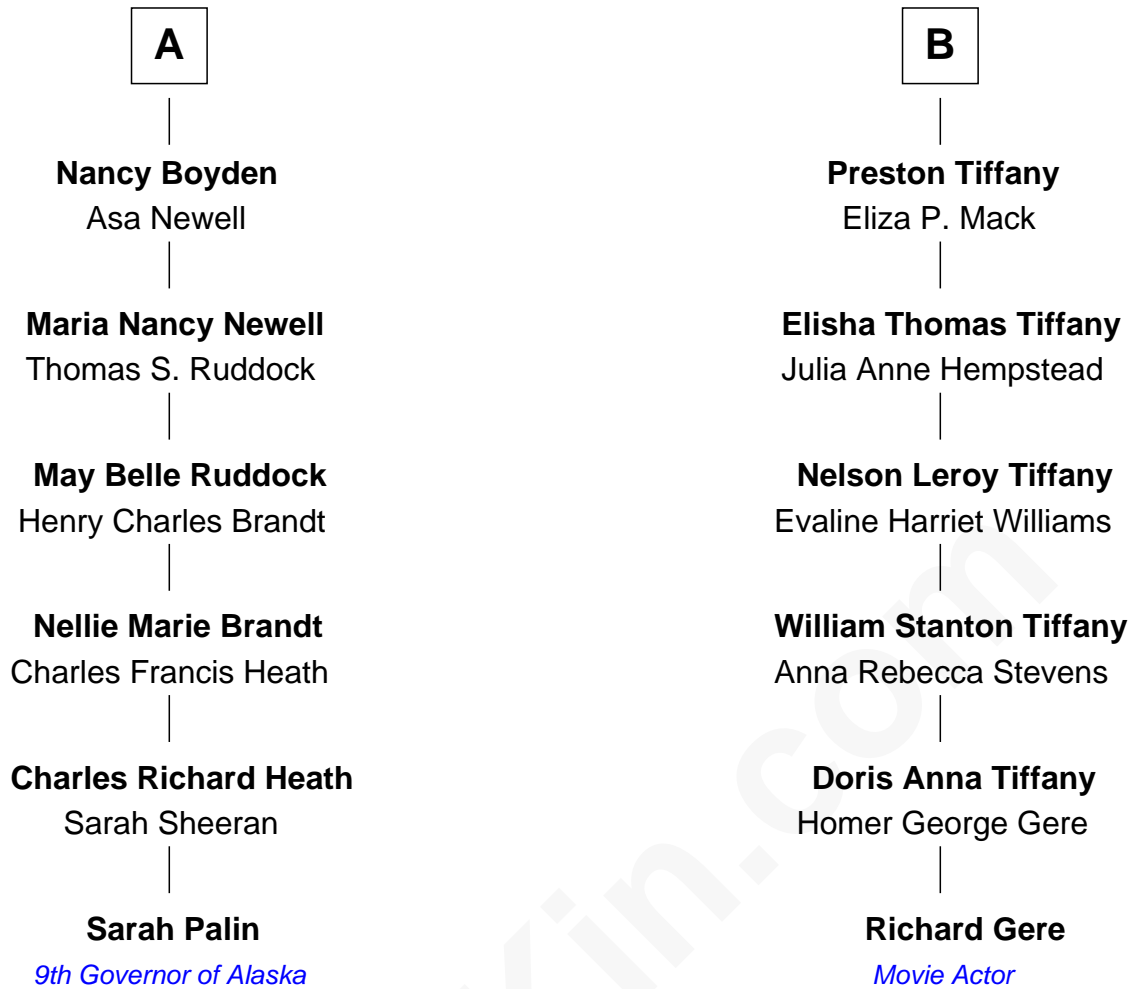 A
Nancy Boyden
Asa Newell
Maria Nancy Newell
Thomas S. Ruddock
May Belle Ruddock
Henry Charles Brandt
Nellie Marie Brandt
Charles Francis Heath
Charles Richard Heath
Sarah Sheeran
Sarah Palin
9th Governor of Alaska
B
Preston Tiffany
Eliza P. Mack
Elisha Thomas Tiffany
Julia Anne Hempstead
Nelson Leroy Tiffany
Evaline Harriet Williams
William Stanton Tiffany
Anna Rebecca Stevens
Doris Anna Tiffany
Homer George Gere
Richard Gere
Movie Actor